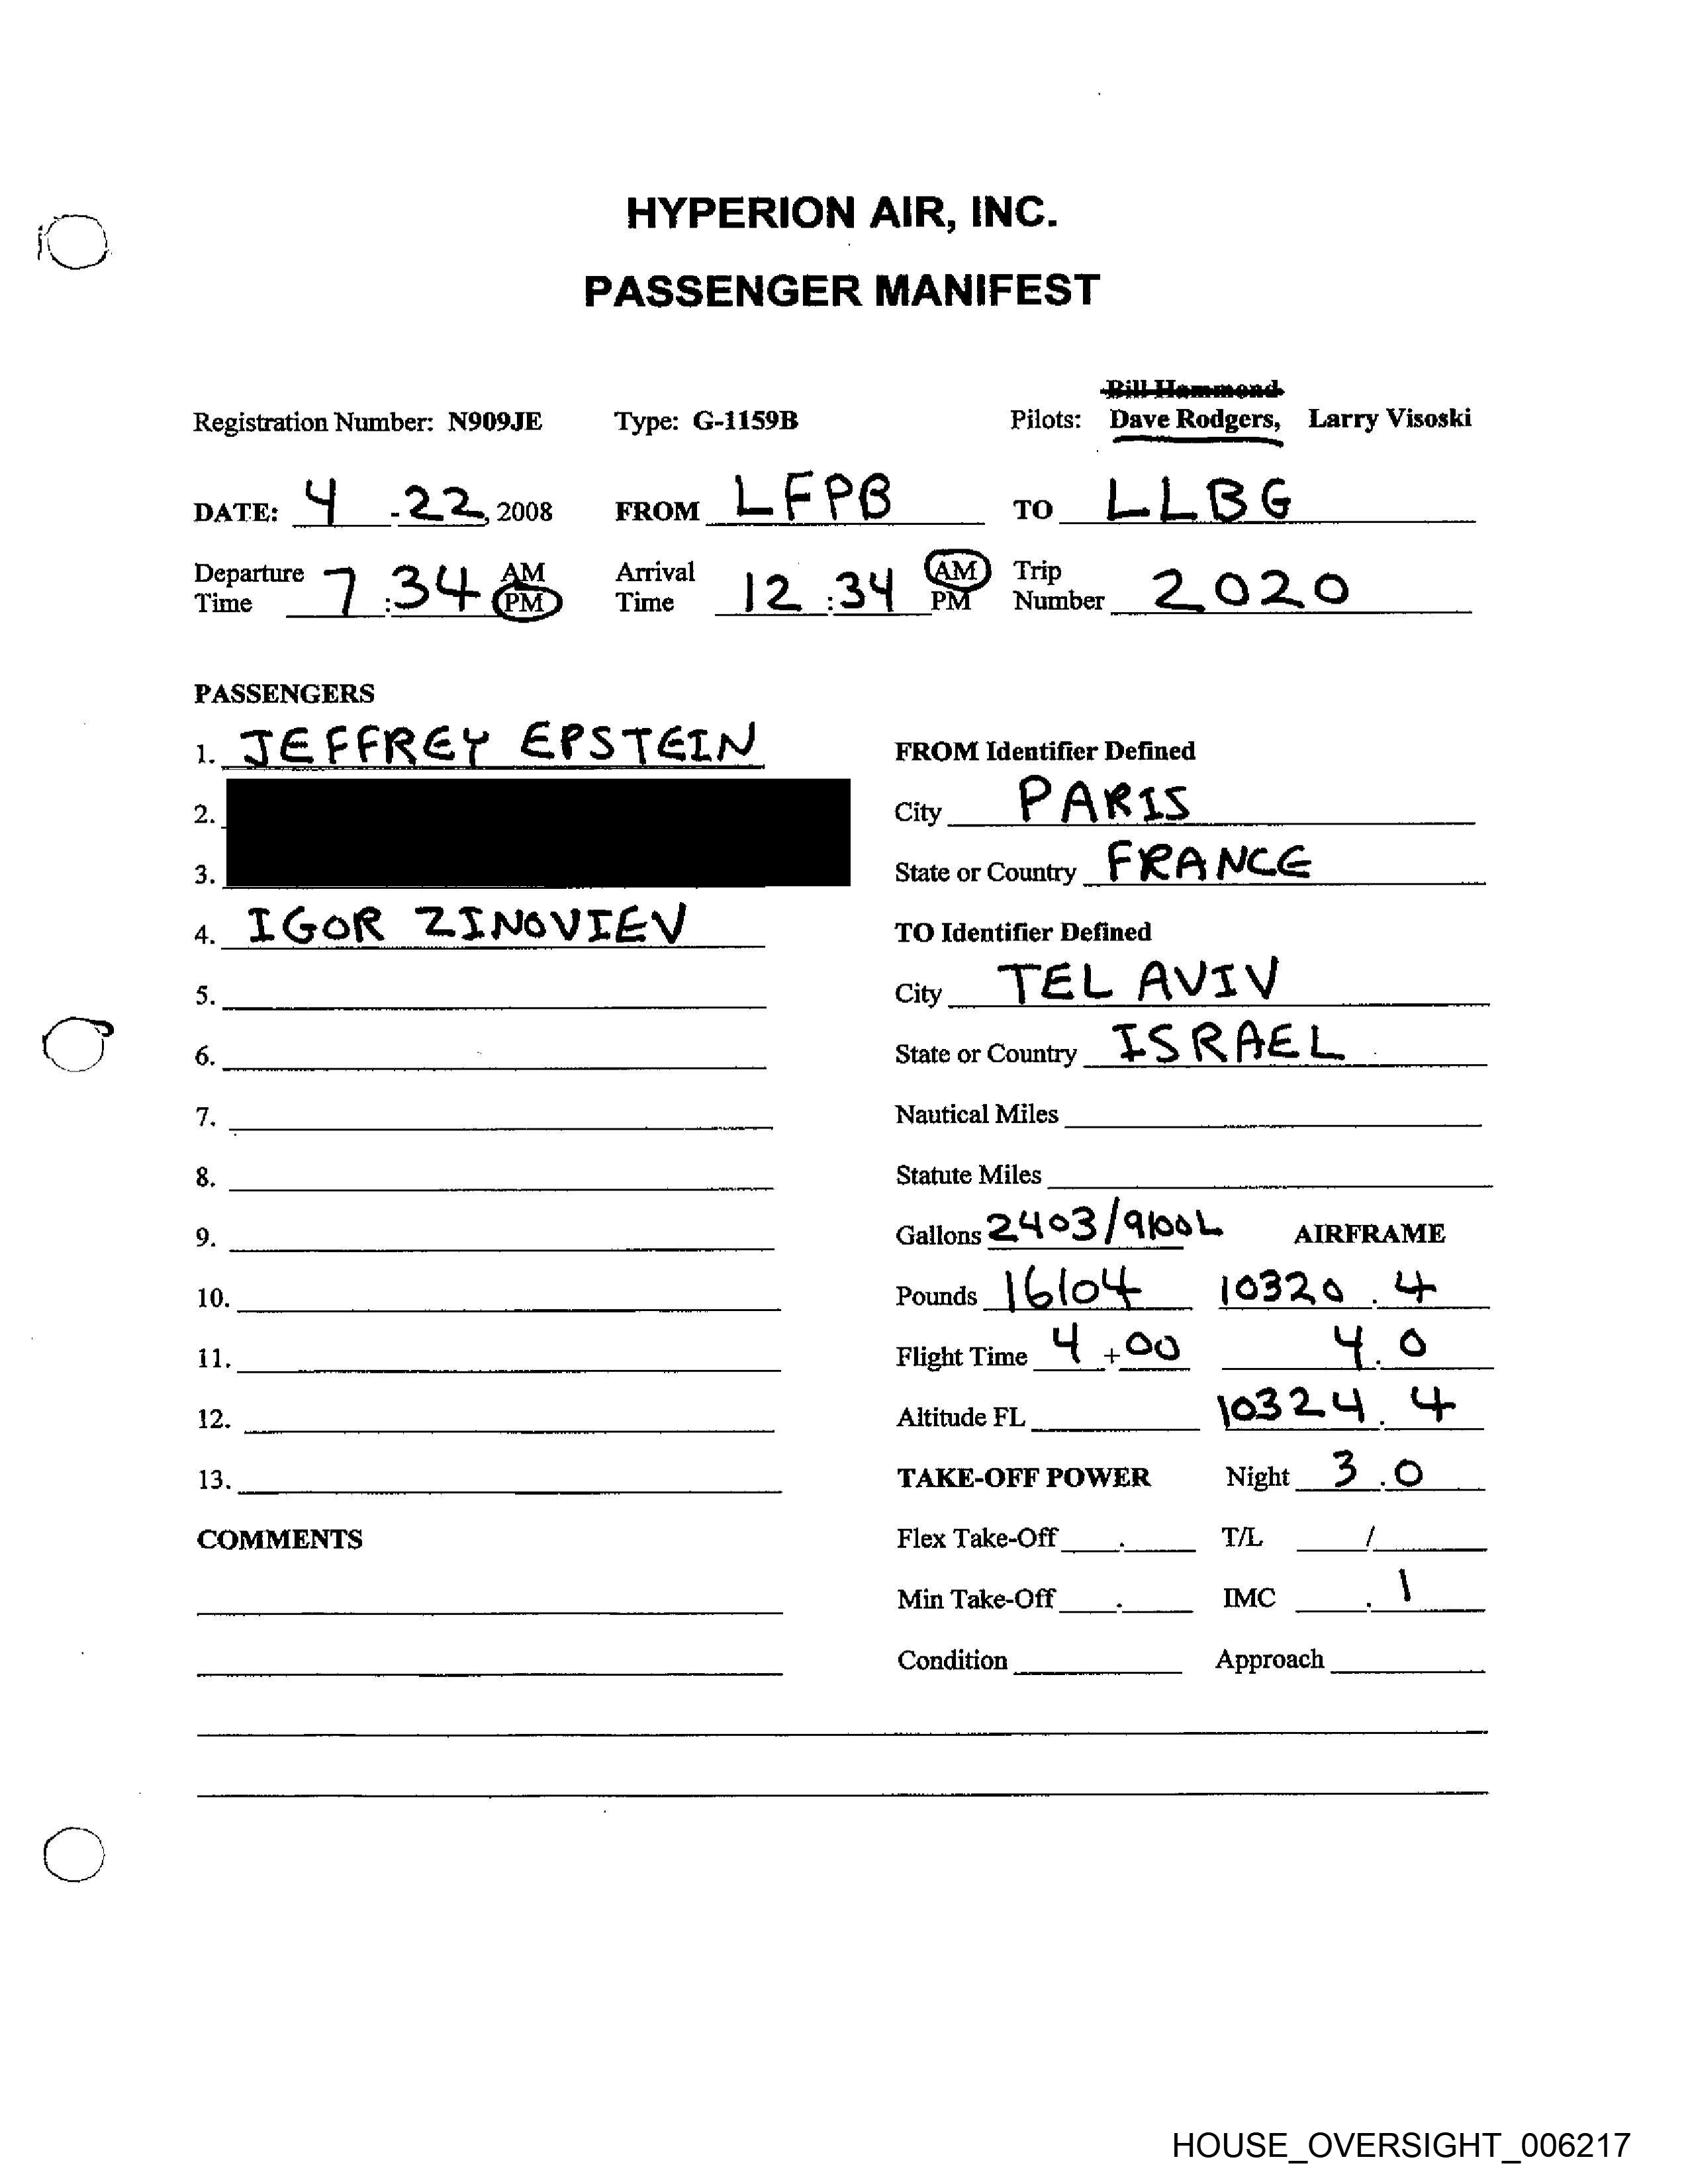 HYPERION AIR, INC.
PASSENGER MANIFEST
Bill Hammond
Registration Number: N909JE Type: G-1159B Pilots: Dave Rodgers, Larry Visoski
DATE: 4 - 22, 2008 FROM LFPB TO LLBG
Departure Time 7 : 34 AM PM Arrival Time 12 : 34 AM PM Trip Number 2020
PASSENGERS
1. JEFFREY EPSTEIN
FROM Identifier Defined
2.
City PARIS
3.
State or Country FRANCE
4. IGOR ZINOVIEV
TO Identifier Defined
5.
City TEL AVIV
6.
State or Country ISRAEL
7.
Nautical Miles
8.
Statute Miles
9.
Gallons 2403/9100L AIRFRAME
10.
Pounds 16104 10320 . 4
11.
Flight Time 4 + 00 4 . 0
12.
Altitude FL 10324 . 4
13.
TAKE-OFF POWER Night 3 . 0
COMMENTS
Flex Take-Off . T/L /
Min Take-Off . IMC . 1
Condition Approach
HOUSE_OVERSIGHT_006217